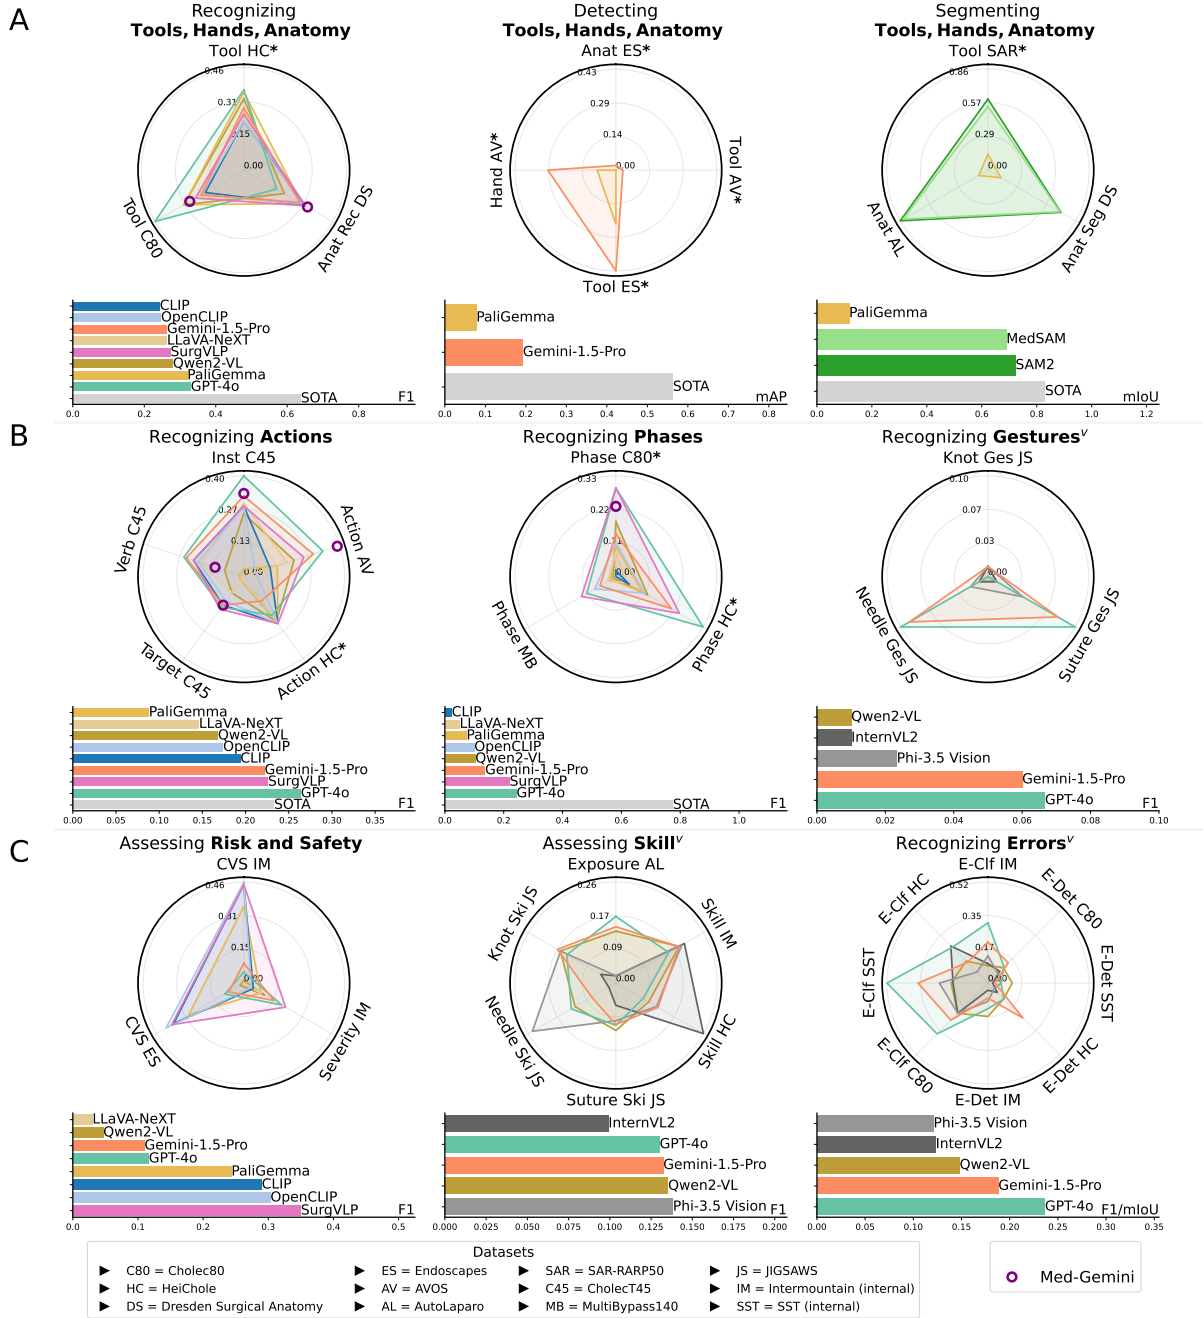 A
Recognizing
Tools, Hands, Anatomy
Tool HC*
0.46
0.31
0.15
0.00
Tool C80
Anat Rec DS
CLIP
OpenCLIP
Gemini-1.5-Pro
LLaVA-NeXT
SurgVLP
Qwen2-VL
PaliGemma
GPT-4o
SOTA
F1
0.0 0.2 0.4 0.6 0.8
Detecting
Tools, Hands, Anatomy
Anat ES*
0.43
0.29
0.14
0.00
Hand AV*
Tool AV*
Tool ES*
PaliGemma
Gemini-1.5-Pro
SOTA
mAP
0.0 0.1 0.2 0.3 0.4 0.5 0.6 0.7 0.8
Segmenting
Tools, Hands, Anatomy
Tool SAR*
0.86
0.57
0.29
0.00
Anat AL
Anat Seg DS
PaliGemma
MedSAM
SAM2
SOTA
mIoU
0.0 0.2 0.4 0.6 0.8 1.0 1.2
B
Recognizing Actions
Inst C45
0.40
0.27
0.13
0.00
Verb C45
Action AV
Target C45
Action HC*
PaliGemma
LLaVA-NeXT
Qwen2-VL
OpenCLIP
CLIP
Gemini-1.5-Pro
SurgVLP
GPT-4o
SOTA
F1
0.00 0.05 0.10 0.15 0.20 0.25 0.30 0.35
Recognizing Phases
Phase C80*
0.33
0.22
0.11
0.00
Phase MB
Phase HC*
CLIP
LLaVA-NeXT
PaliGemma
OpenCLIP
Qwen2-VL
Gemini-1.5-Pro
SurgVLP
GPT-4o
SOTA
F1
0.0 0.2 0.4 0.6 0.8 1.0
Recognizing Gestures^v
Knot Ges JS
0.10
0.07
0.03
0.00
Needle Ges JS
Suture Ges JS
Qwen2-VL
InternVL2
Phi-3.5 Vision
Gemini-1.5-Pro
GPT-4o
F1
0.00 0.02 0.04 0.06 0.08 0.10
C
Assessing Risk and Safety
CVS IM
0.46
0.31
0.15
0.00
CVS ES
Severity IM
LLaVA-NeXT
Qwen2-VL
Gemini-1.5-Pro
GPT-4o
PaliGemma
CLIP
OpenCLIP
SurgVLP
F1
0.0 0.1 0.2 0.3 0.4 0.5
Assessing Skill^v
Exposure AL
0.26
0.17
0.09
0.00
Knot Ski JS
Skill IM
Needle Ski JS
Skill HC
Suture Ski JS
InternVL2
GPT-4o
Gemini-1.5-Pro
Qwen2-VL
Phi-3.5 Vision
F1
0.000 0.025 0.050 0.075 0.100 0.125 0.150 0.175 0.200
Recognizing Errors^v
E-Clf IM
0.52
0.35
0.17
0.00
E-Clf HC
E-Det C80
E-Clf SST
E-Det SST
E-Clf C80
E-Det HC
E-Det IM
Phi-3.5 Vision
InternVL2
Qwen2-VL
Gemini-1.5-Pro
GPT-4o
F1/mIoU
0.00 0.05 0.10 0.15 0.20 0.25 0.30 0.35
Datasets
C80 = Cholec80
HC = HeiChole
DS = Dresden Surgical Anatomy
ES = Endoscapes
AV = AVOS
AL = AutoLaparo
SAR = SAR-RARP50
C45 = CholecT45
MB = MultiBypass140
JS = JIGSAWS
IM = Intermountain (internal)
SST = SST (internal)
Med-Gemini